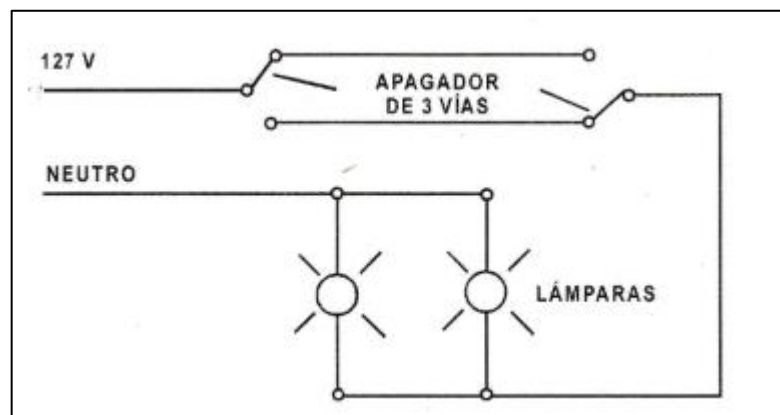 127 V
APAGADOR
DE 3 VÍAS
NEUTRO
LÁMPARAS